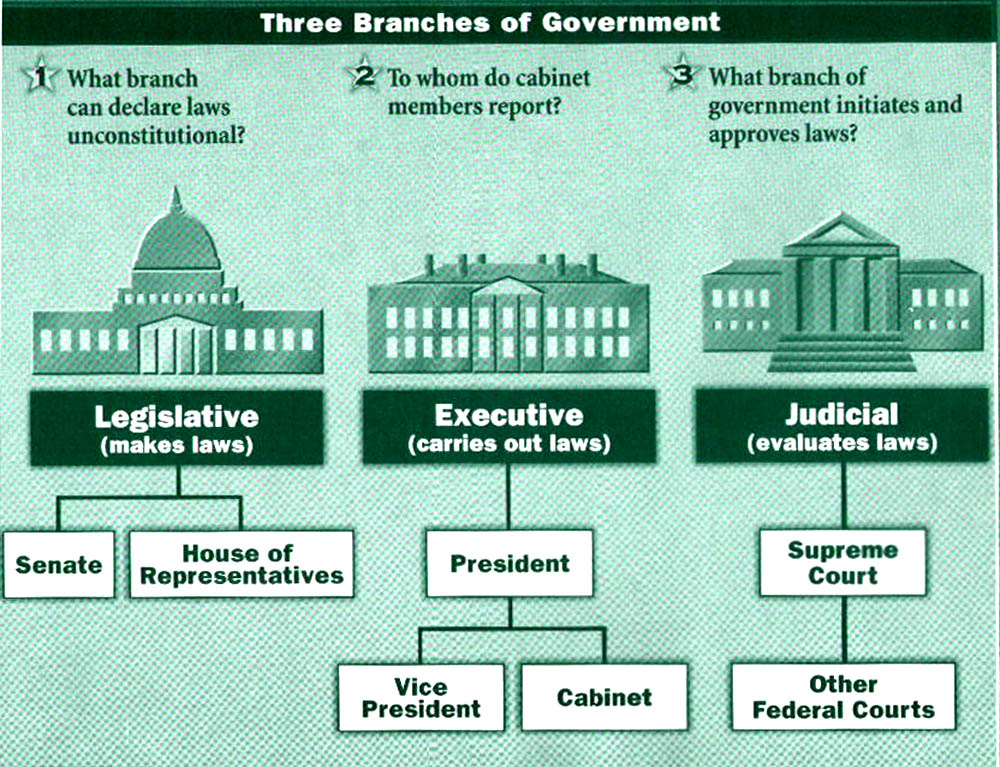 Three Branches of Government
1 What branch
can declare laws
unconstitutional?
2 To whom do cabinet
members report?
3 What branch of
government initiates and
approves laws?
Legislative
(makes laws)
Executive
(carries out laws)
Judicial
(evaluates laws)
Senate
House of
Representatives
President
Supreme
Court
Vice
President
Cabinet
Other
Federal Courts